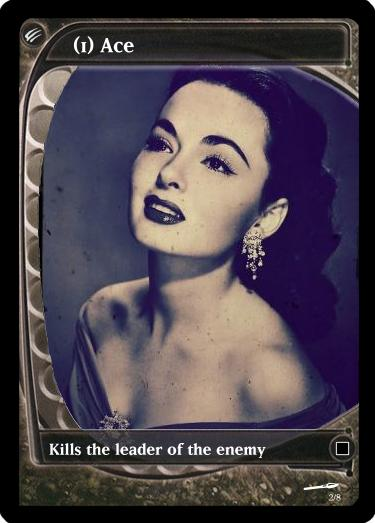 (1) Ace
Kills the leader of the enemy
2/8